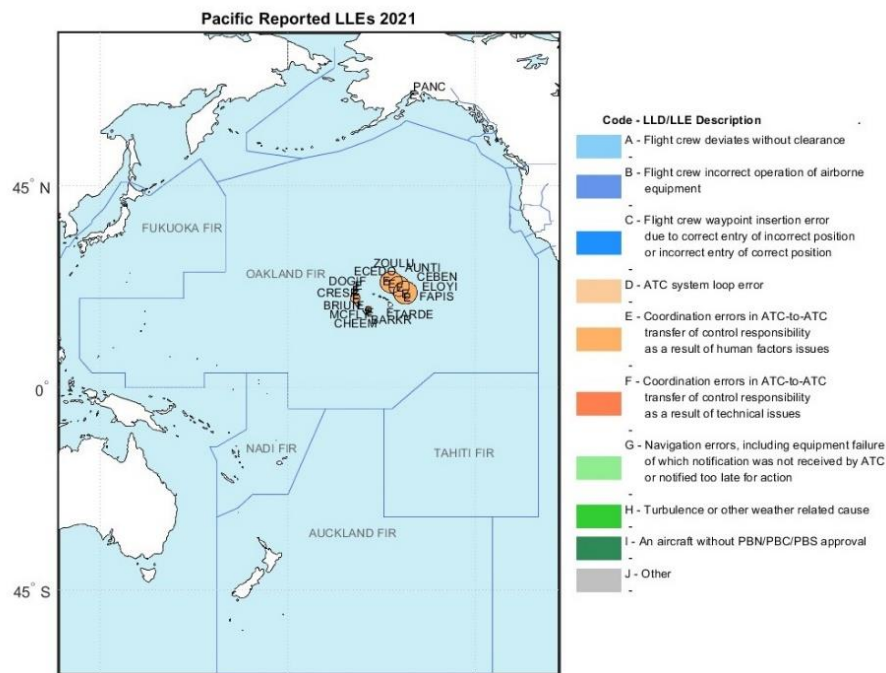 Pacific Reported LLEs 2021
PANC
45° N
FUKUOKA FIR
OAKLAND FIR
ZOULU
ECEDO
AUNTI
DOGIF
CEBEN
CRESI
ELOYI
FAPIS
BRIUN
MCFLY
ETARDE
CHEEM
BARKR
0°
NADI FIR
TAHITI FIR
AUCKLAND FIR
45° S
Code - LLD/LLE Description
A - Flight crew deviates without clearance
-
B - Flight crew incorrect operation of airborne
equipment
-
C - Flight crew waypoint insertion error
due to correct entry of incorrect position
or incorrect entry of correct position
-
D - ATC system loop error
-
E - Coordination errors in ATC-to-ATC
transfer of control responsibility
as a result of human factors issues
-
F - Coordination errors in ATC-to-ATC
transfer of control responsibility
as a result of technical issues
-
G - Navigation errors, including equipment failure
of which notification was not received by ATC
or notified too late for action
-
H - Turbulence or other weather related cause
-
I - An aircraft without PBN/PBC/PBS approval
-
J - Other
-